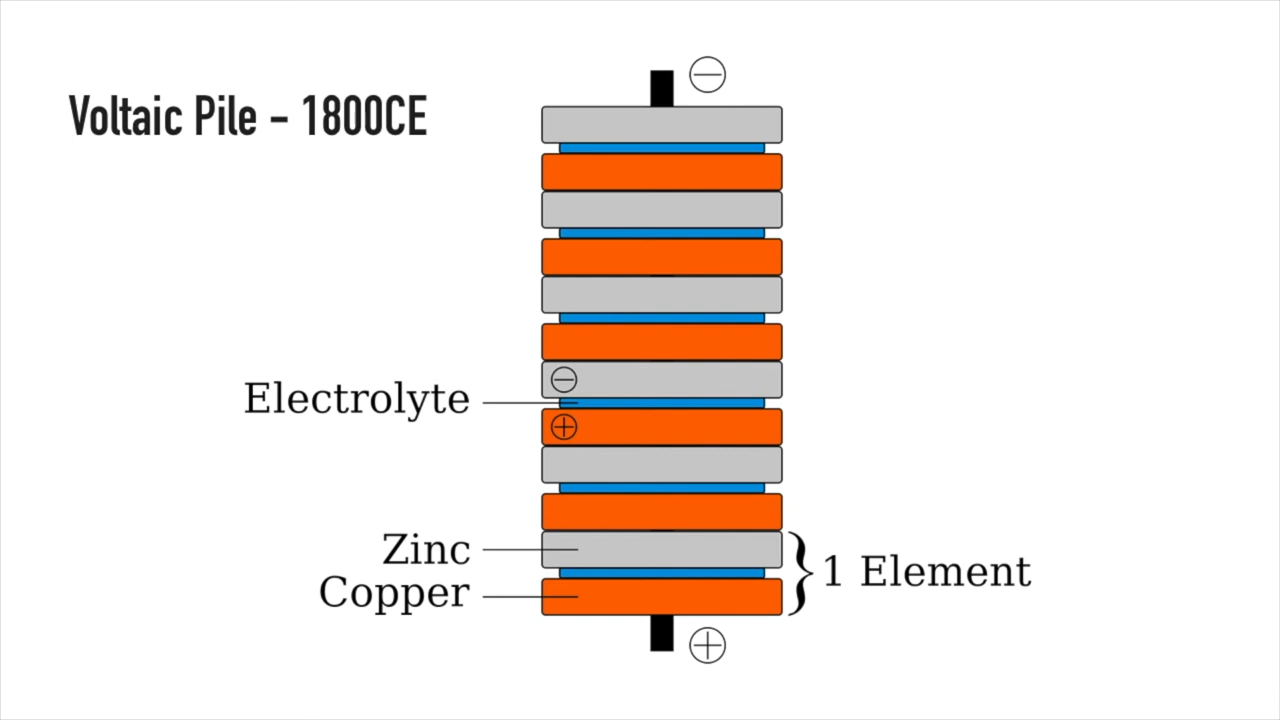 Voltaic Pile - 1800CE
Electrolyte
Zinc
Copper
1 Element